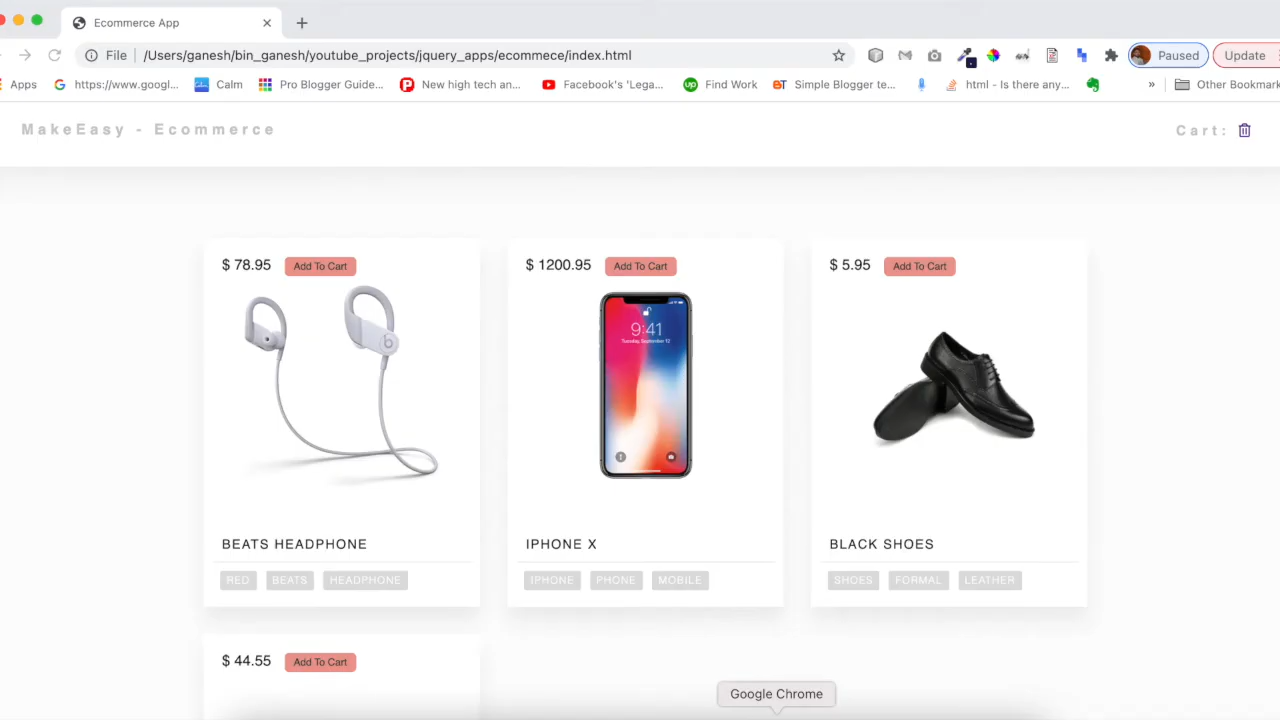 Ecommerce App
File /Users/ganesh/bin_ganesh/youtube_projects/jquery_apps/ecommece/index.html Paused Update
Apps https://www.googl... Calm Pro Blogger Guide... New high tech an... Facebook's 'Lega... Find Work Simple Blogger te... html - Is there any... » Other Bookmark
MakeEasy - Ecommerce Cart:
$ 78.95 Add To Cart $ 1200.95 Add To Cart $ 5.95 Add To Cart
9:41
Tuesday, September 12
BEATS HEADPHONE IPHONE X BLACK SHOES
RED BEATS HEADPHONE IPHONE PHONE MOBILE SHOES FORMAL LEATHER
$ 44.55 Add To Cart
Google Chrome